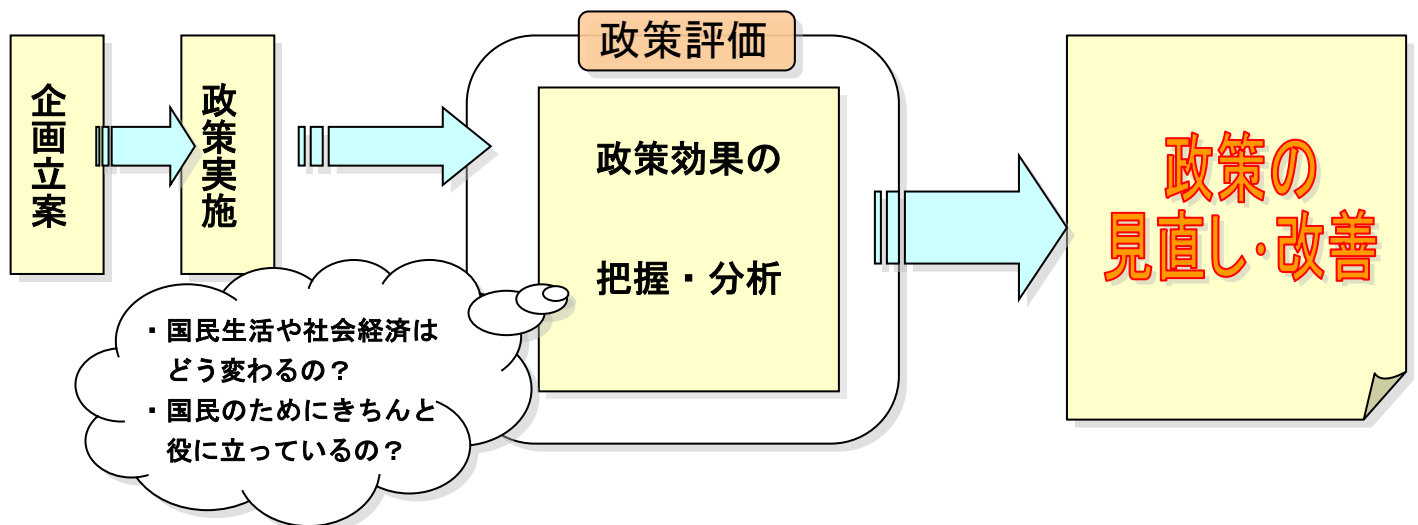 企画立案
政策実施
政策評価
政策効果の
把握・分析
・国民生活や社会経済は
どう変わるの？
・国民のためにきちんと
役に立っているの？
政策の
見直し・改善